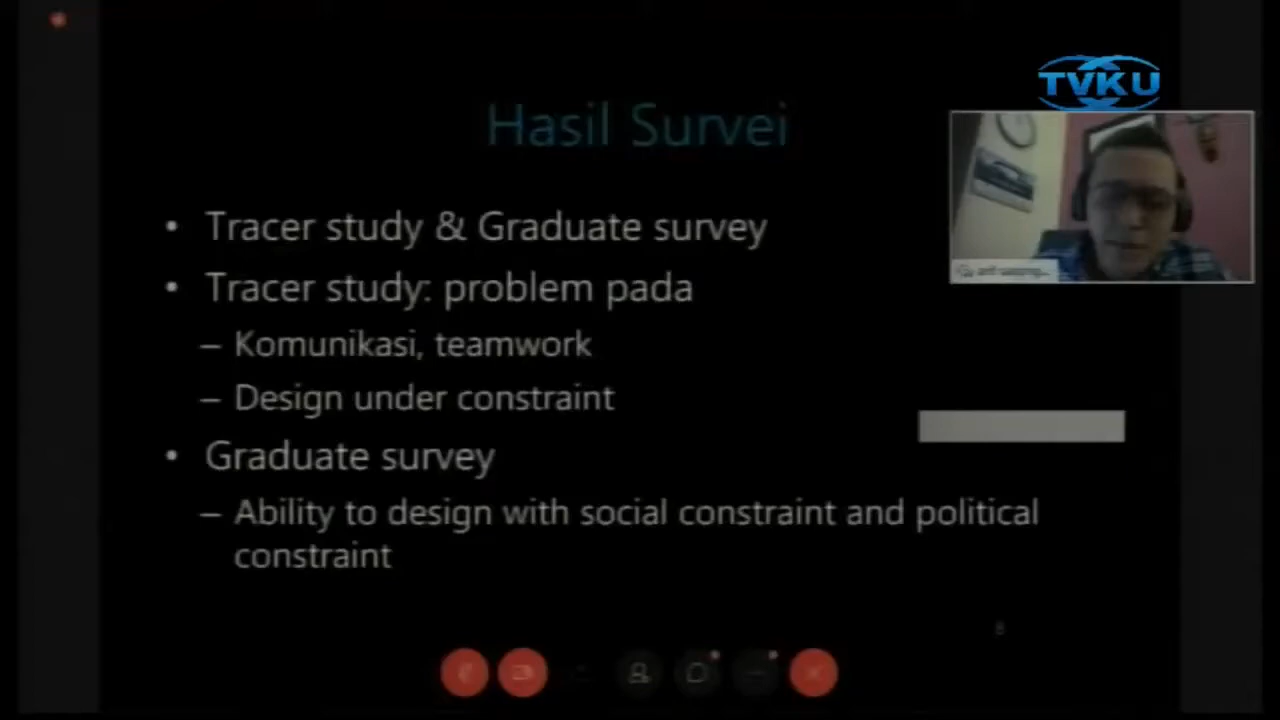 TVKU
Hasil Survei
• Tracer study & Graduate survey
• Tracer study: problem pada
– Komunikasi, teamwork
– Design under constraint
• Graduate survey
– Ability to design with social constraint and political
constraint
8